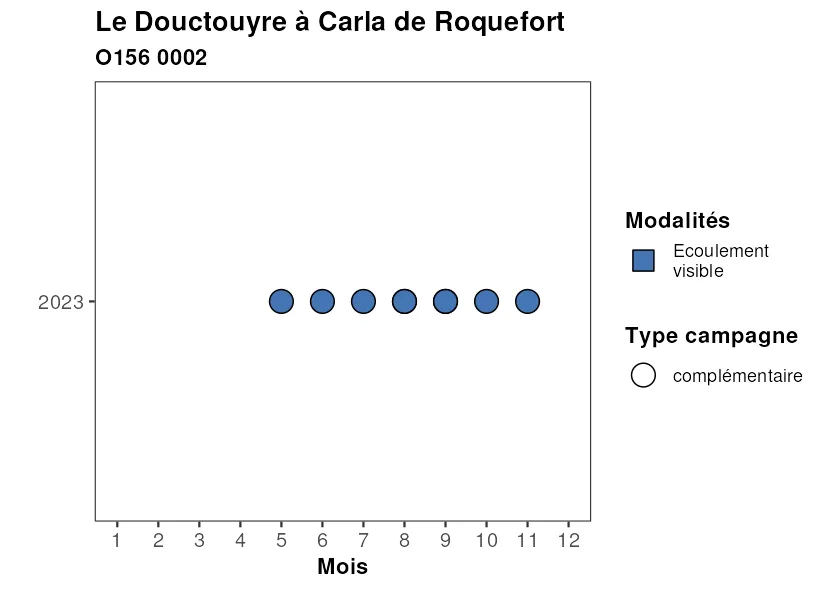 Le Douctouyre à Carla de Roquefort
O156 0002
2023
1 2 3 4 5 6 7 8 9 10 11 12
Mois
Modalités
Ecoulement
visible
Type campagne
complémentaire